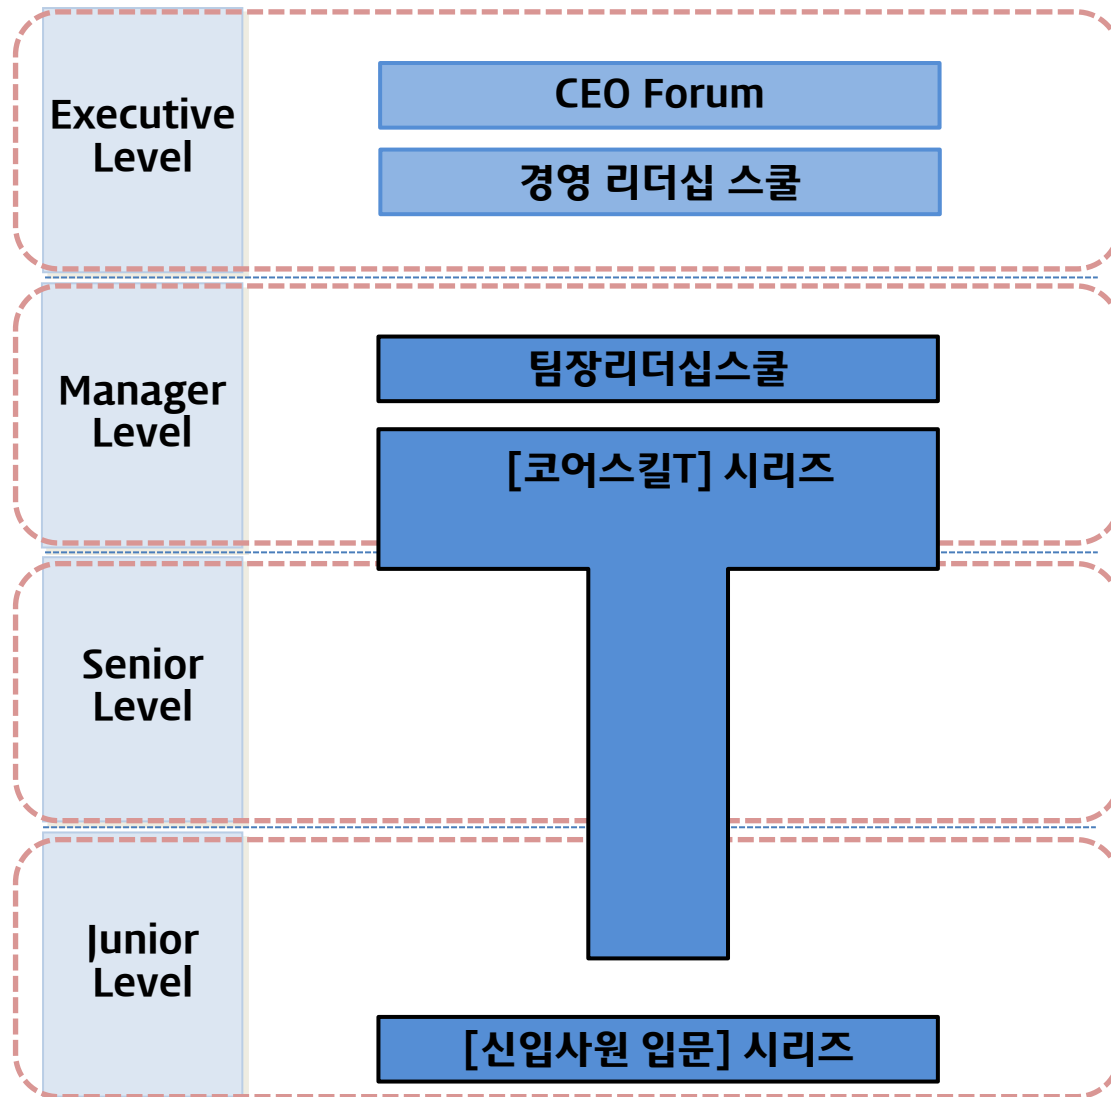 Executive
Level
CEO Forum
경영 리더십 스쿨
Manager
Level
팀장리더십스쿨
[코어스킬T] 시리즈
Senior
Level
Junior
Level
[신입사원 입문] 시리즈